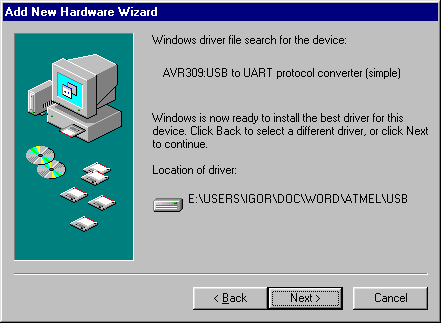 Add New Hardware Wizard
Windows driver file search for the device:
AVR309:USB to UART protocol converter (simple)
Windows is now ready to install the best driver for this
device. Click Back to select a different driver, or click Next
to continue.
Location of driver:
E:\USERS\IGOR\DOC\WORD\ATMEL\USB
< Back
Next >
Cancel